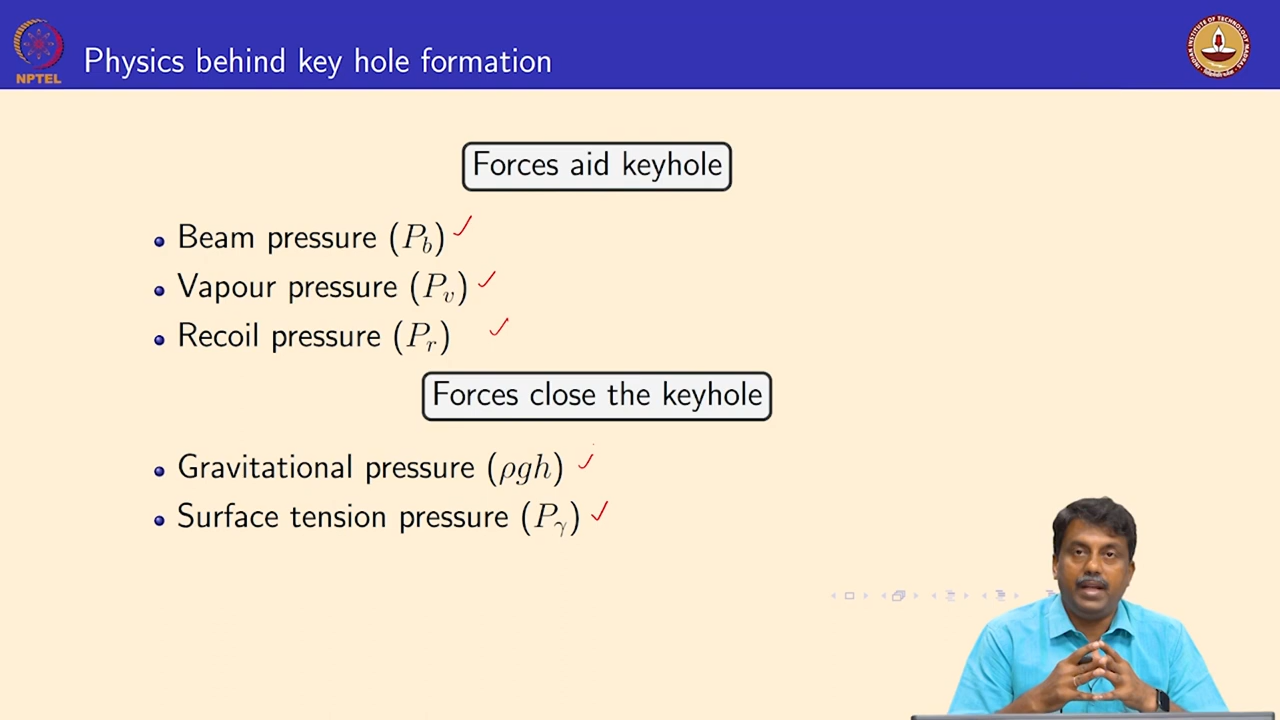 NPTEL
Physics behind key hole formation
Forces aid keyhole
Beam pressure (P_b)
Vapour pressure (P_v)
Recoil pressure (P_r)
Forces close the keyhole
Gravitational pressure (ρgh)
Surface tension pressure (P_γ)